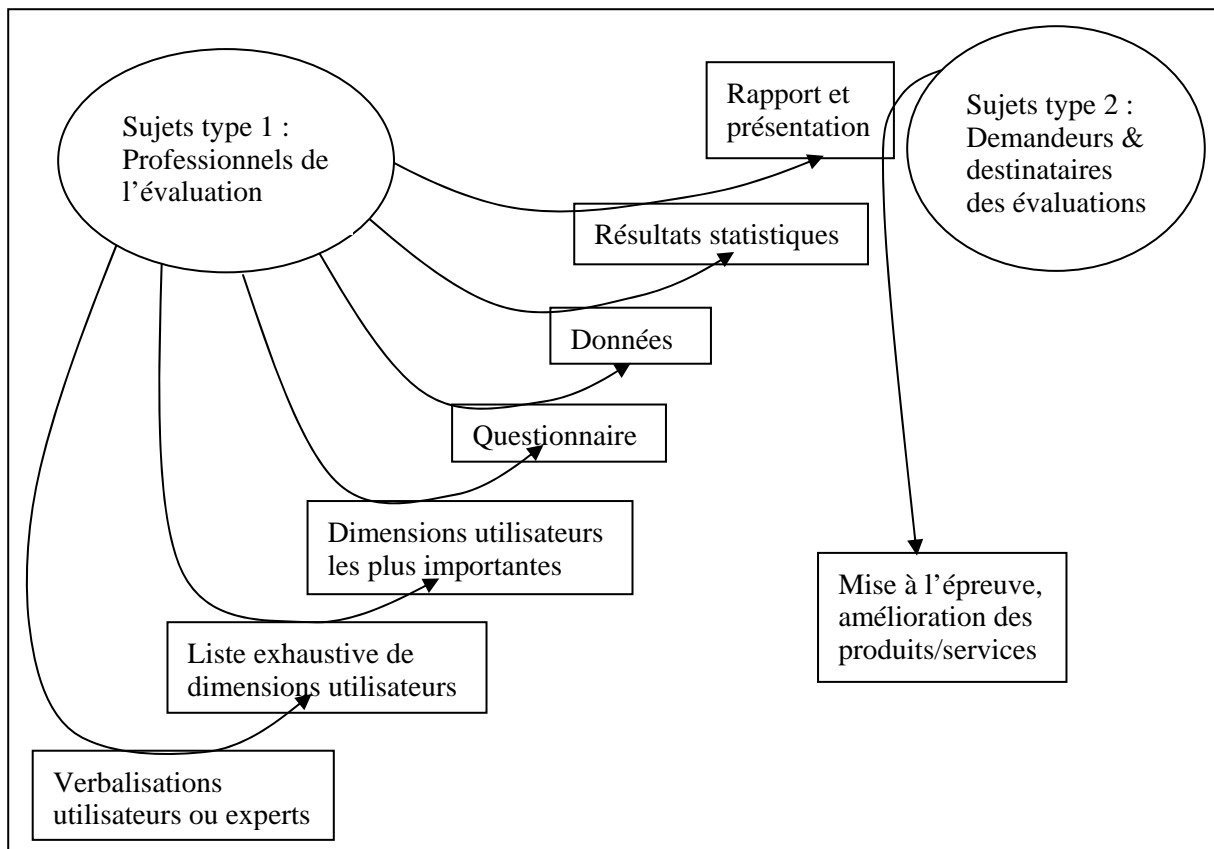 Sujets type 1 :
Professionnels de
l’évaluation
Rapport et
présentation
Sujets type 2 :
Demandeurs &
destinataires
des évaluations
Résultats statistiques
Données
Questionnaire
Dimensions utilisateurs
les plus importantes
Mise à l’épreuve,
amélioration des
produits/services
Liste exhaustive de
dimensions utilisateurs
Verbalisations
utilisateurs ou experts